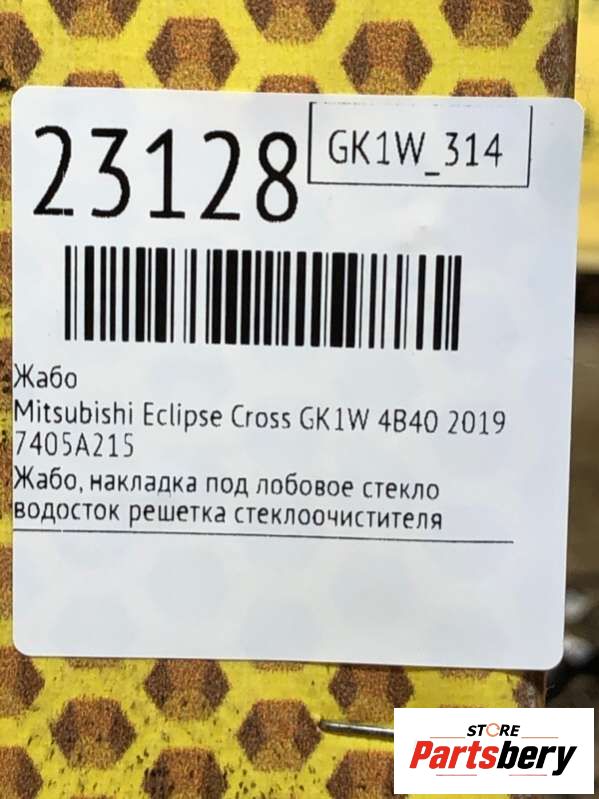 23128
GK1W_314
Жабо
Mitsubishi Eclipse Cross GK1W 4B40 2019
7405A215
Жабо, накладка под лобовое стекло
водосток решетка стеклоочистителя
STORE
Partsbery